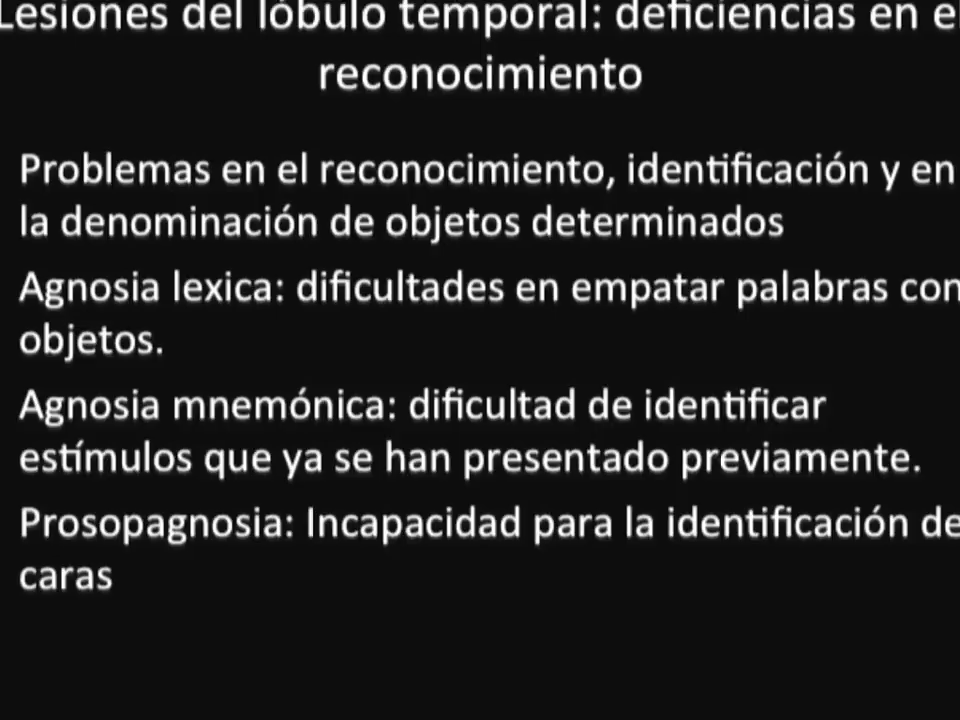 Lesiones del lóbulo temporal: deficiencias en el
reconocimiento
Problemas en el reconocimiento, identificación y en
la denominación de objetos determinados
Agnosia lexica: dificultades en empatar palabras con
objetos.
Agnosia mnemónica: dificultad de identificar
estímulos que ya se han presentado previamente.
Prosopagnosia: Incapacidad para la identificación de
caras